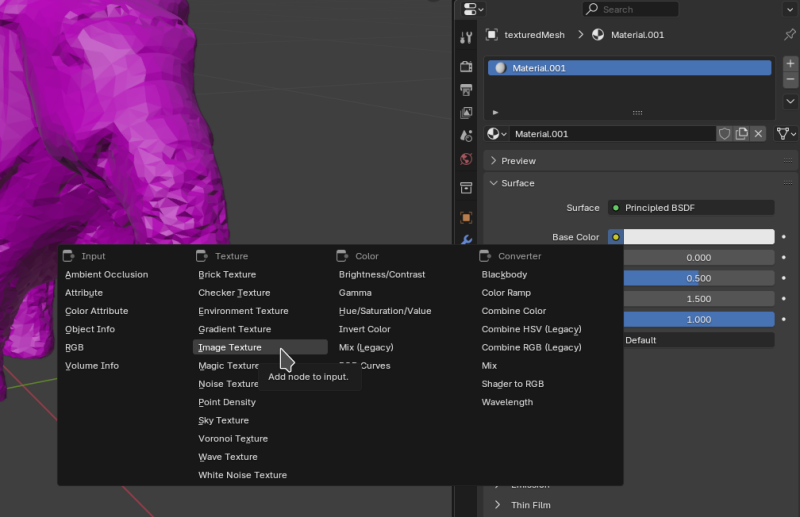 Search
texturedMesh > Material.001
Material.001
Material.001
Preview
Surface
Surface Principled BSDF
Base Color
0.000
0.500
1.500
1.000
Default
Input
Ambient Occlusion
Attribute
Color Attribute
Object Info
RGB
Volume Info
Texture
Brick Texture
Checker Texture
Environment Texture
Gradient Texture
Image Texture
Magic Texture
Noise Texture
Point Density
Sky Texture
Voronoi Texture
Wave Texture
White Noise Texture
Add node to input.
Color
Brightness/Contrast
Gamma
Hue/Saturation/Value
Invert Color
Mix (Legacy)
Curves
Converter
Blackbody
Color Ramp
Combine Color
Combine HSV (Legacy)
Combine RGB (Legacy)
Mix
Shader to RGB
Wavelength
Emission
Thin Film